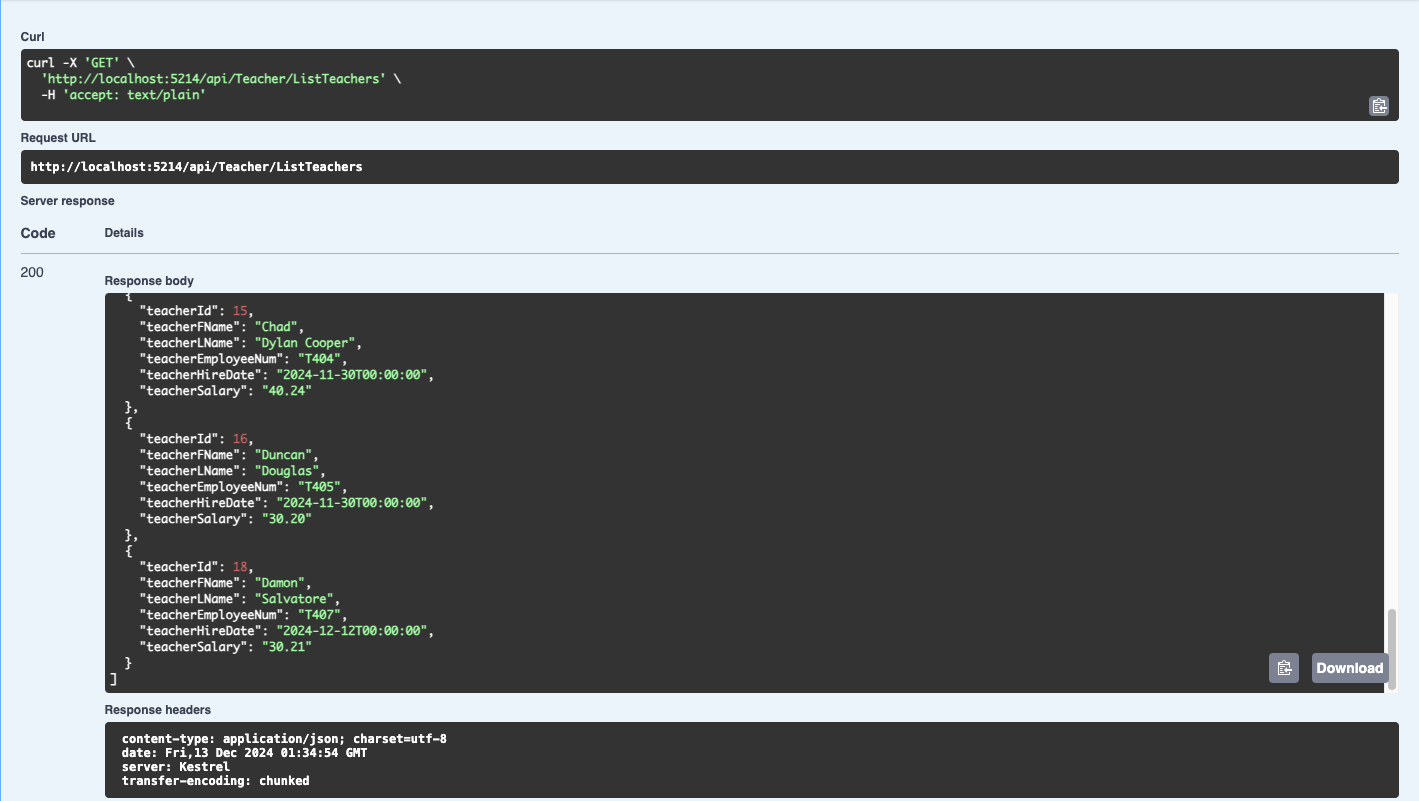 Curl
curl -X 'GET' \
  'http://localhost:5214/api/Teacher/ListTeachers' \
  -H 'accept: text/plain'
Request URL
http://localhost:5214/api/Teacher/ListTeachers
Server response
Code Details
200
Response body
  {
    "teacherId": 15,
    "teacherFName": "Chad",
    "teacherLName": "Dylan Cooper",
    "teacherEmployeeNum": "T404",
    "teacherHireDate": "2024-11-30T00:00:00",
    "teacherSalary": "40.24"
  },
  {
    "teacherId": 16,
    "teacherFName": "Duncan",
    "teacherLName": "Douglas",
    "teacherEmployeeNum": "T405",
    "teacherHireDate": "2024-11-30T00:00:00",
    "teacherSalary": "30.20"
  },
  {
    "teacherId": 18,
    "teacherFName": "Damon",
    "teacherLName": "Salvatore",
    "teacherEmployeeNum": "T407",
    "teacherHireDate": "2024-12-12T00:00:00",
    "teacherSalary": "30.21"
  }
]
Download
Response headers
content-type: application/json; charset=utf-8
date: Fri,13 Dec 2024 01:34:54 GMT
server: Kestrel
transfer-encoding: chunked